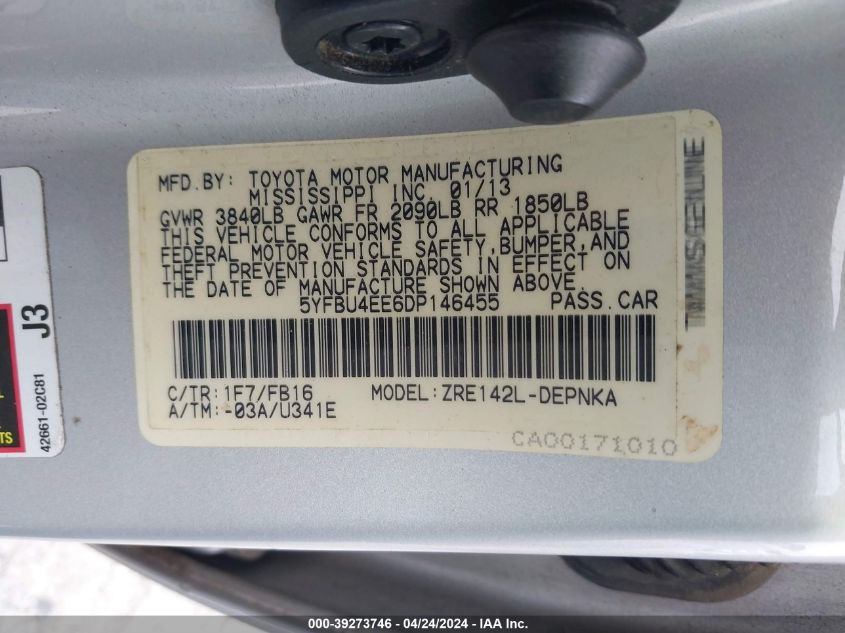 MFD.BY: TOYOTA MOTOR MANUFACTURING
MISSISSIPPI INC. 01/13
GVWR 3840LB GAWR FR 2090LB RR 1850LB
THIS VEHICLE CONFORMS TO ALL APPLICABLE
FEDERAL MOTOR VEHICLE SAFETY,BUMPER,AND
THEFT PREVENTION STANDARDS IN EFFECT ON
THE DATE OF MANUFACTURE SHOWN ABOVE.
5YFBU4EE6DP146455 PASS.CAR
C/TR:1F7/FB16 MODEL:ZRE142L-DEPNKA
A/TM:-03A/U341E
CA00171010
J3
42661-02C81
TS
000-39273746 / 04/24/2024 - IAA Inc.